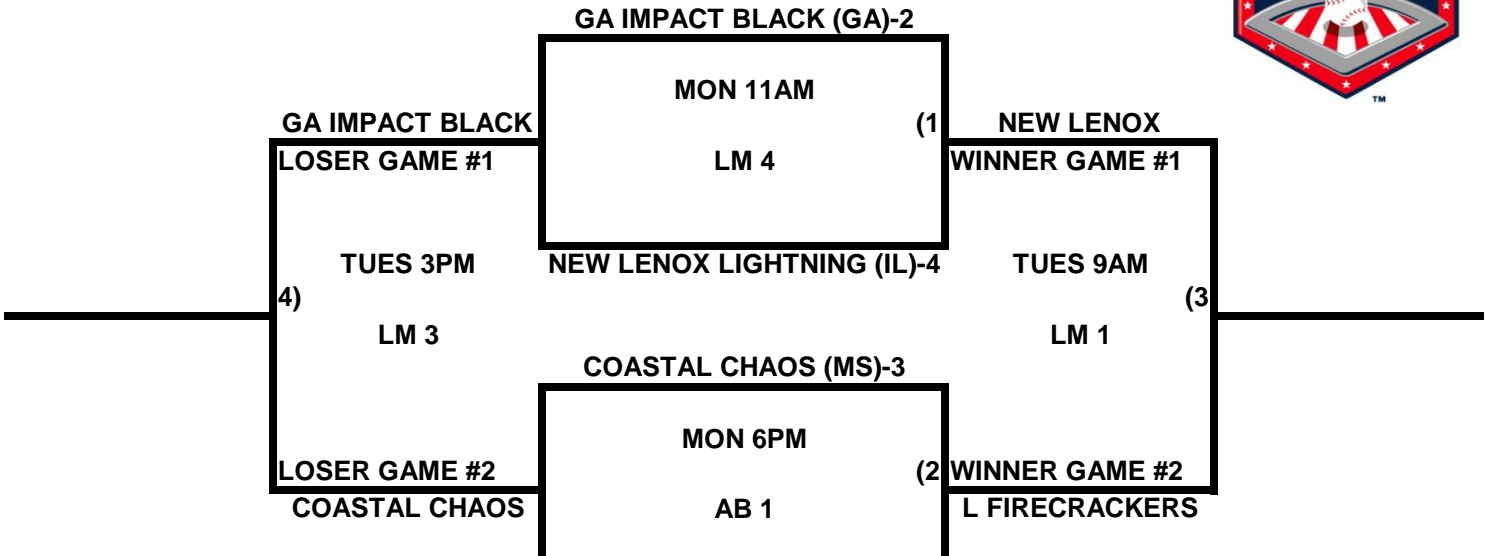 GA IMPACT BLACK (GA)-2
MON 11AM
GA IMPACT BLACK
(1
NEW LENOX
LOSER GAME #1
LM 4
WINNER GAME #1
TUES 3PM
NEW LENOX LIGHTNING (IL)-4
TUES 9AM
4)
(3
LM 3
LM 1
COASTAL CHAOS (MS)-3
MON 6PM
LOSER GAME #2
(2
WINNER GAME #2
COASTAL CHAOS
AB 1
L FIRECRACKERS
TM